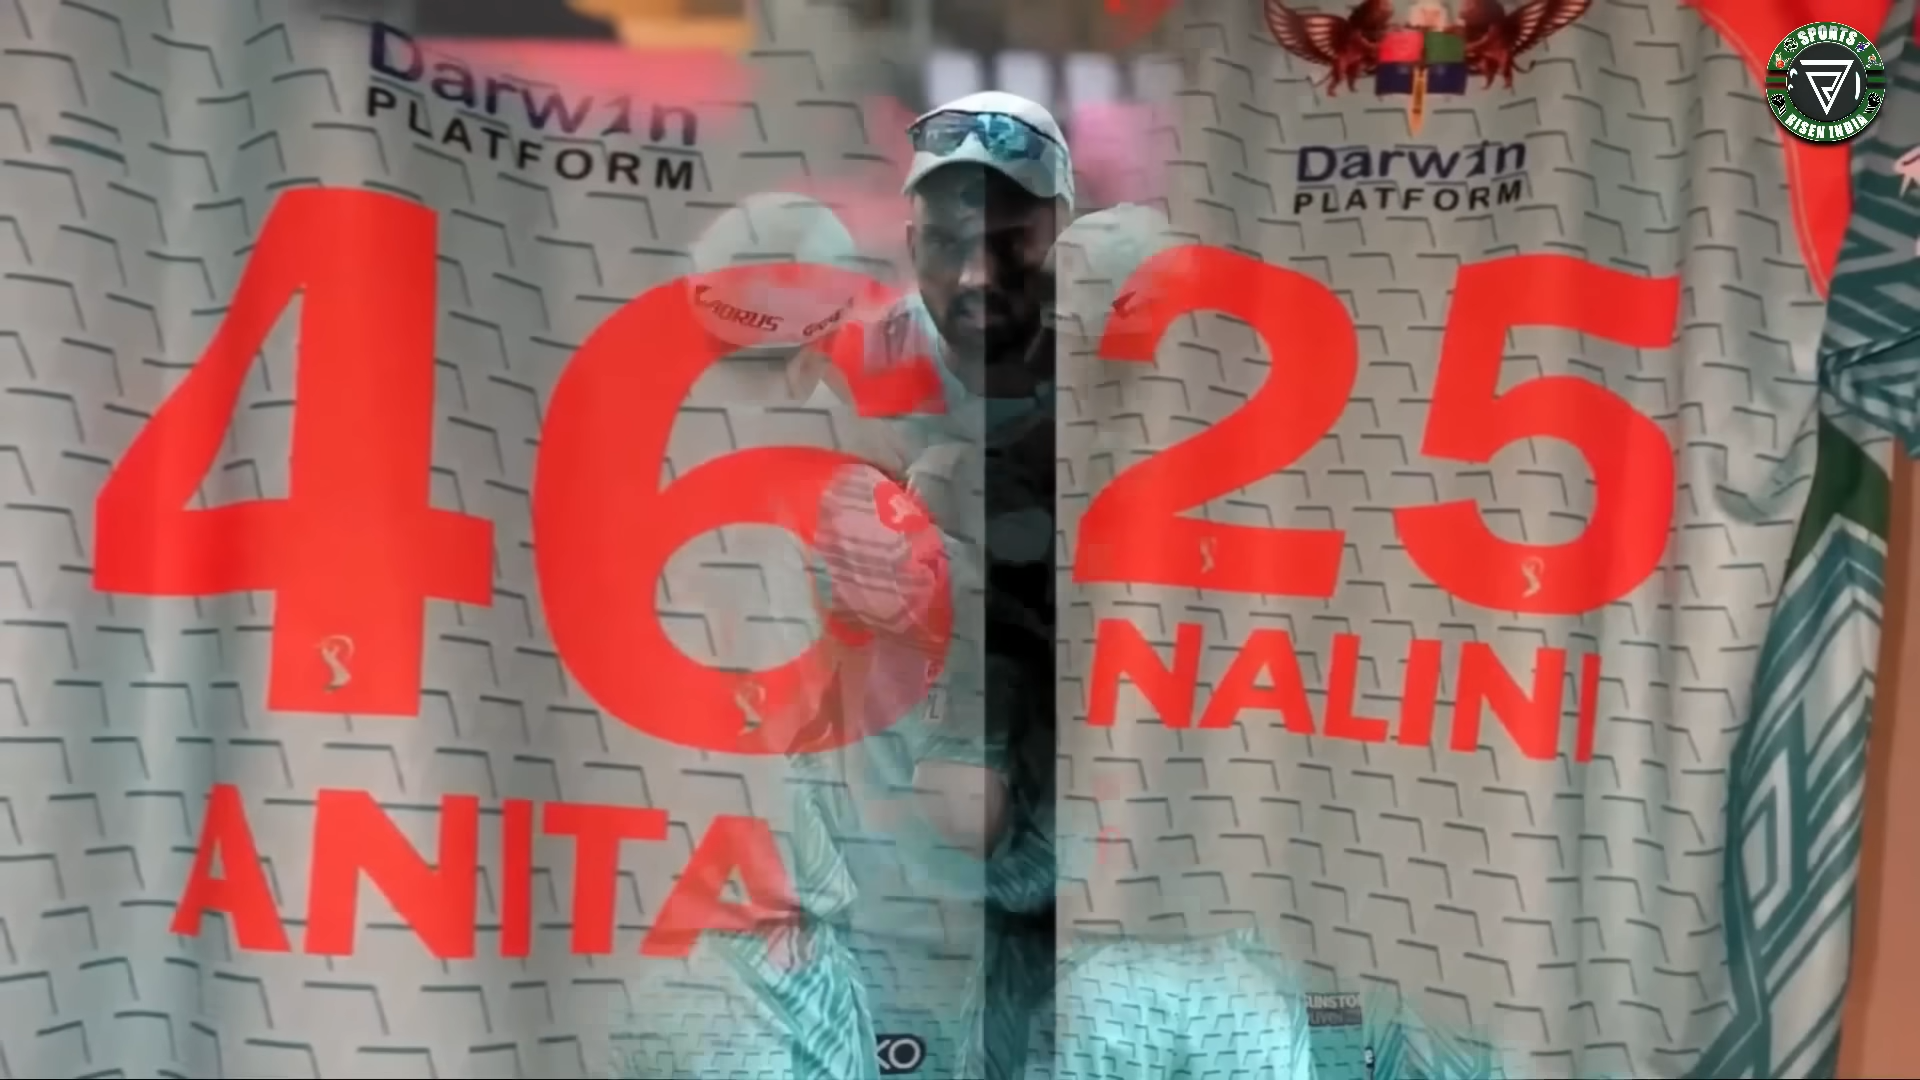 Darwin
PLATFORM
46
ANITA
Darwin
PLATFORM
25
NALINI
SPORTS
RISEN INDIA